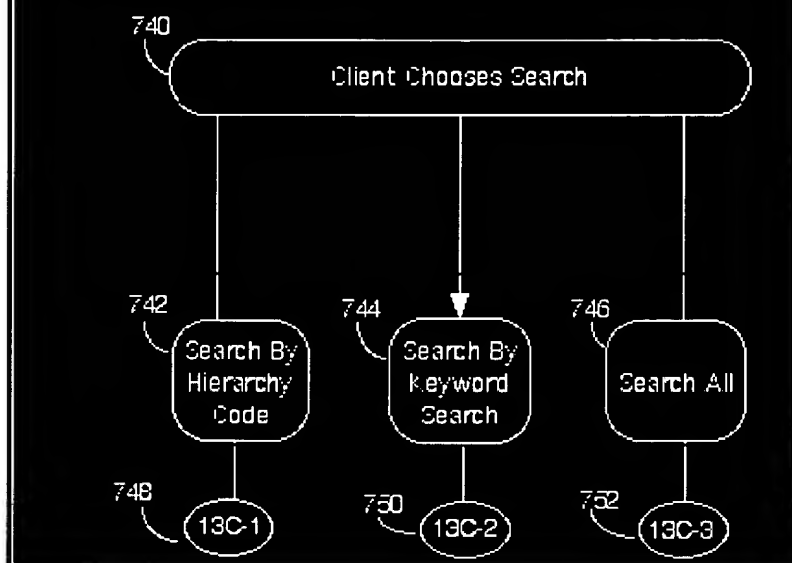 740
Client Chooses Search
742
Search By
Hierarchy
Code
744
Search By
Keyword
Search
746
Search All
748
13C-1
750
13C-2
752
13C-3